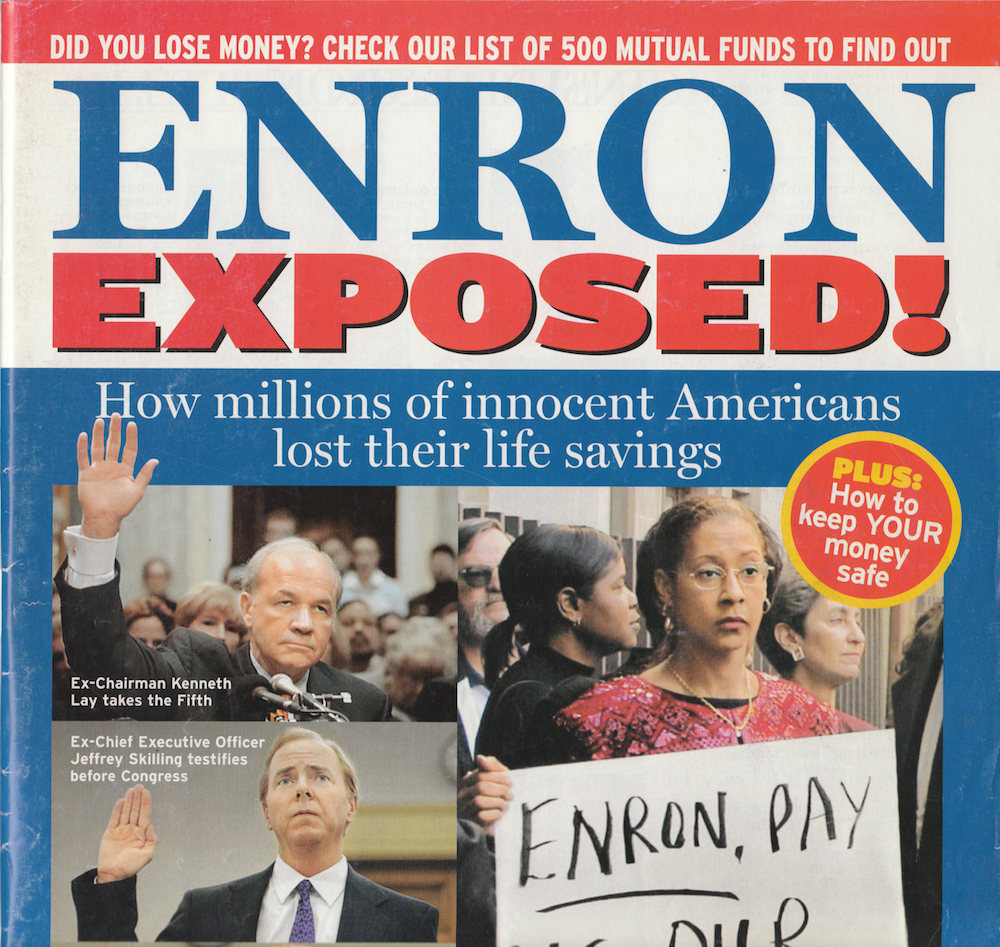 DID YOU LOSE MONEY? CHECK OUR LIST OF 500 MUTUAL FUNDS TO FIND OUT
ENRON
EXPOSED!
How millions of innocent Americans
lost their life savings
PLUS:
How to
keep YOUR
money
safe
Ex-Chairman Kenneth
Lay takes the Fifth
Ex-Chief Executive Officer
Jeffrey Skilling testifies
before Congress
ENRON, PAY
OUR